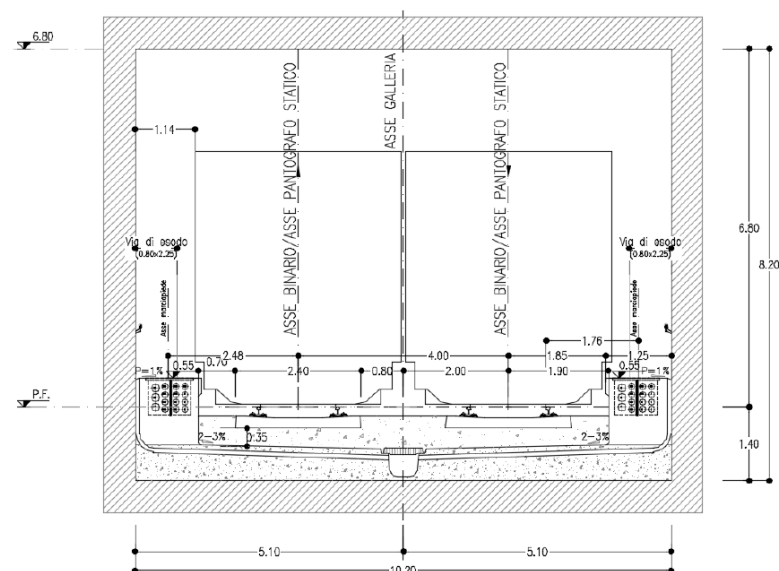 6.80
ASSE BINARIO/ASSE PANTOGRAFO STATICO
ASSE GALLERIA
ASSE BINARIO/ASSE PANTOGRAFO STATICO
1.14
6.80
8.20
Via di esodo
(0.80x2.25)
Via di esodo
(0.80x2.25)
Asse marciapiede
Asse marciapiede
1.76
2.48
4.00
1.85
1.25
P=1%
0.55
0.70
2.40
0.80
2.00
1.90
0.55
P=1%
P.F.
2-3%
0.35
2-3%
1.40
5.10
5.10
10.20